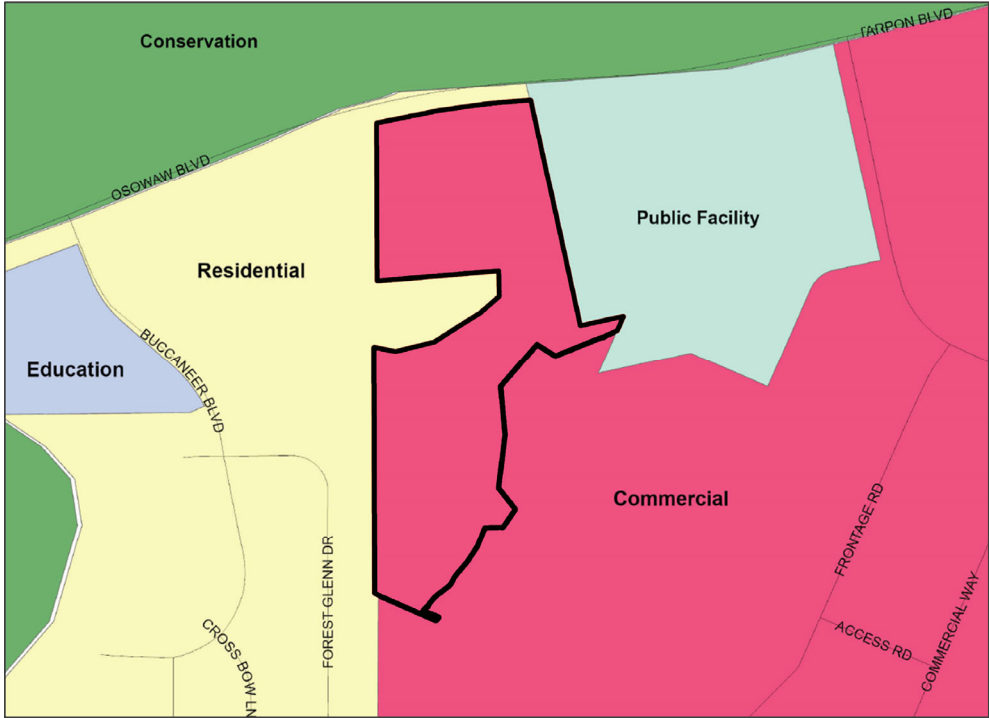 Conservation
TARPON BLVD
OSOWAW BLVD
Public Facility
Residential
BUCCANEER BLVD
Education
Commercial
FRONTAGE RD
FOREST GLENN DR
CROSS BOW LN
ACCESS RD
COMMERCIAL WAY